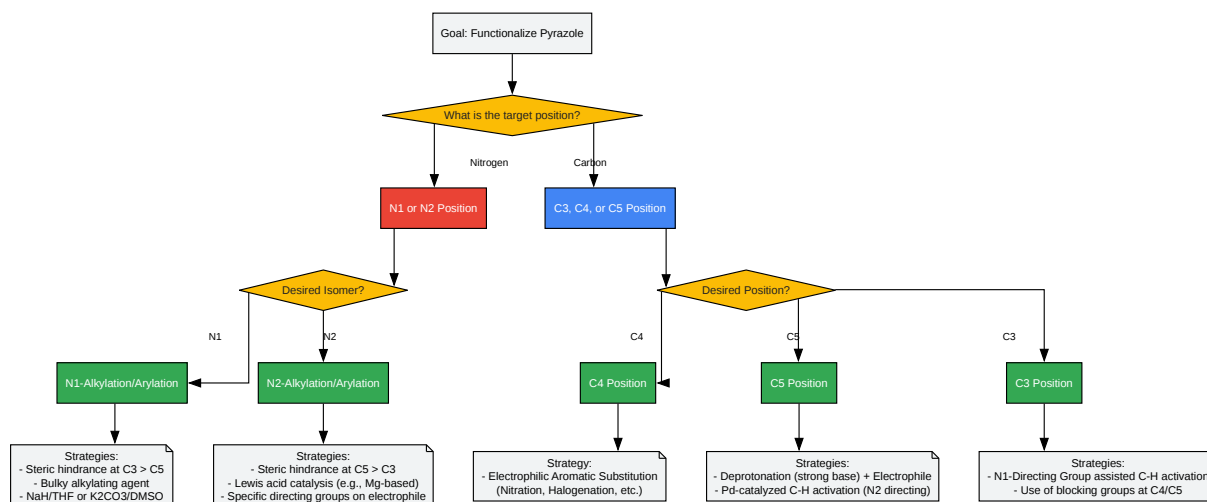 Goal: Functionalize Pyrazole
What is the target position?
Nitrogen
Carbon
N1 or N2 Position
C3, C4, or C5 Position
Desired Isomer?
Desired Position?
N1
N2
C4
C5
C3
N1-Alkylation/Arylation
N2-Alkylation/Arylation
C4 Position
C5 Position
C3 Position
Strategies:
- Steric hindrance at C3 > C5
- Bulky alkylating agent
- NaH/THF or K2CO3/DMSO
Strategies:
- Steric hindrance at C5 > C3
- Lewis acid catalysis (e.g., Mg-based)
- Specific directing groups on electrophile
Strategy:
- Electrophilic Aromatic Substitution
(Nitration, Halogenation, etc.)
Strategies:
- Deprotonation (strong base) + Electrophile
- Pd-catalyzed C-H activation (N2 directing)
Strategies:
- N1-Directing Group assisted C-H activation
- Use of blocking groups at C4/C5